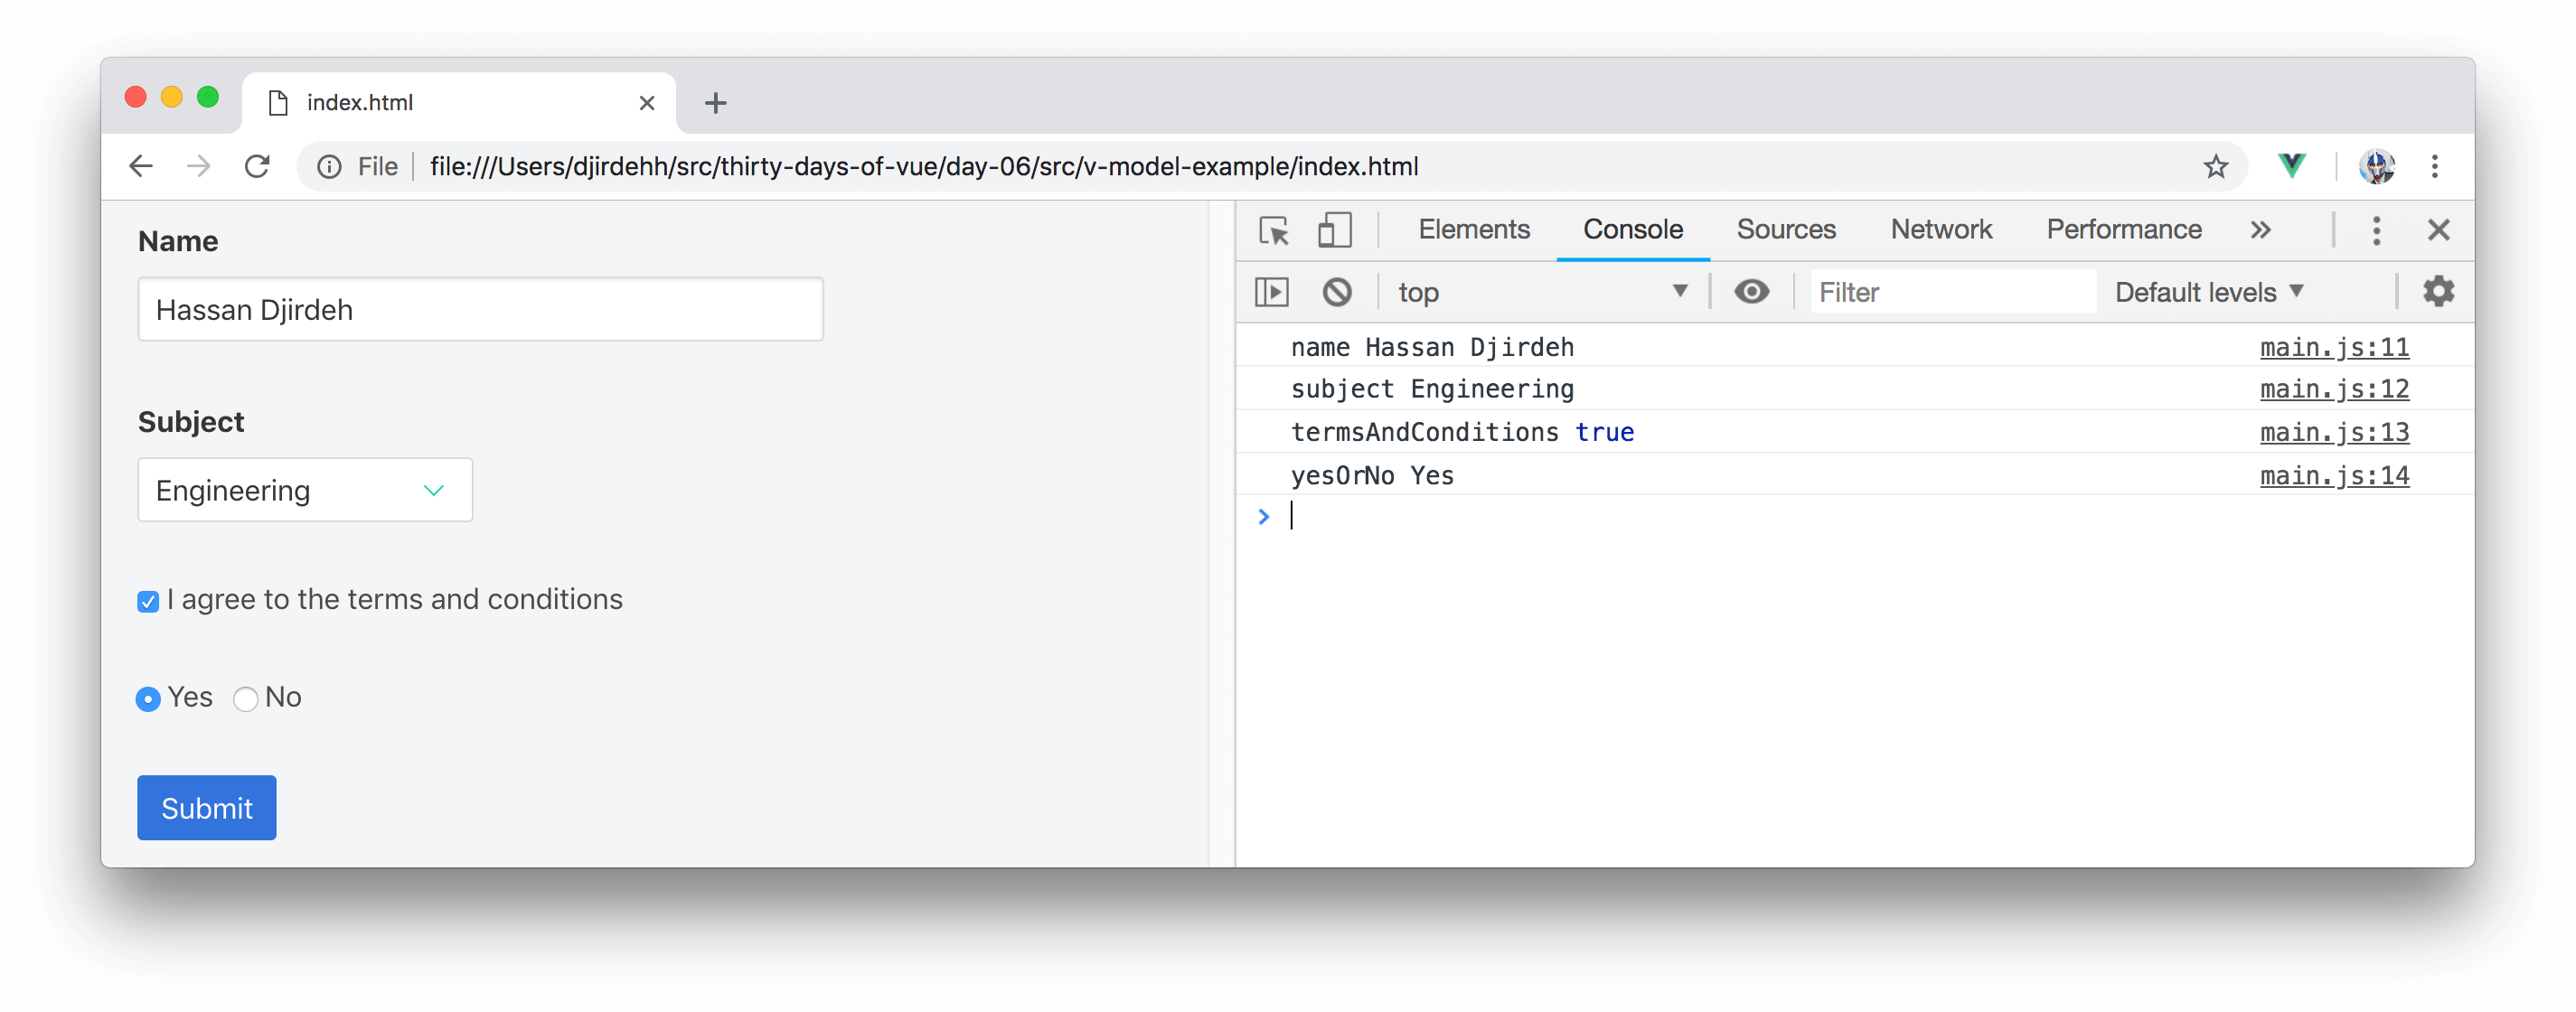 index.html
File file:///Users/djirdehh/src/thirty-days-of-vue/day-06/src/v-model-example/index.html
Name
Hassan Djirdeh
Subject
Engineering
I agree to the terms and conditions
Yes No
Submit
Elements Console Sources Network Performance
top Filter Default levels
name Hassan Djirdeh main.js:11
subject Engineering main.js:12
termsAndConditions true main.js:13
yesOrNo Yes main.js:14